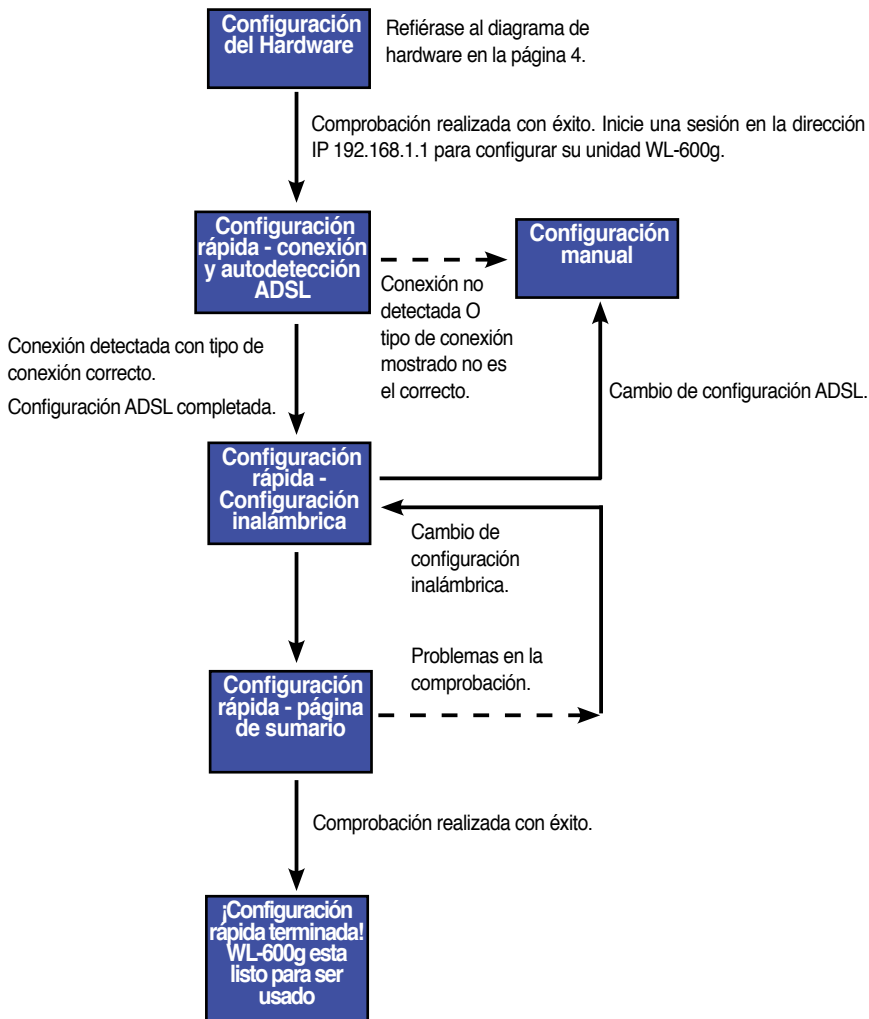 Configuración
del Hardware
Refiérase al diagrama de
hardware en la página 4.
Comprobación realizada con éxito. Inicie una sesión en la dirección
IP 192.168.1.1 para configurar su unidad WL-600g.
Configuración
rápida - conexión
y autodetección
ADSL
Configuración
manual
Conexión no
detectada O
tipo de conexión
mostrado no es
el correcto.
Conexión detectada con tipo de
conexión correcto.
Configuración ADSL completada.
Cambio de configuración ADSL.
Configuración
rápida -
Configuración
inalámbrica
Cambio de
configuración
inalámbrica.
Problemas en la
comprobación.
Configuración
rápida - página
de sumario
Comprobación realizada con éxito.
¡Configuración
rápida terminada!
WL-600g esta
listo para ser
usado